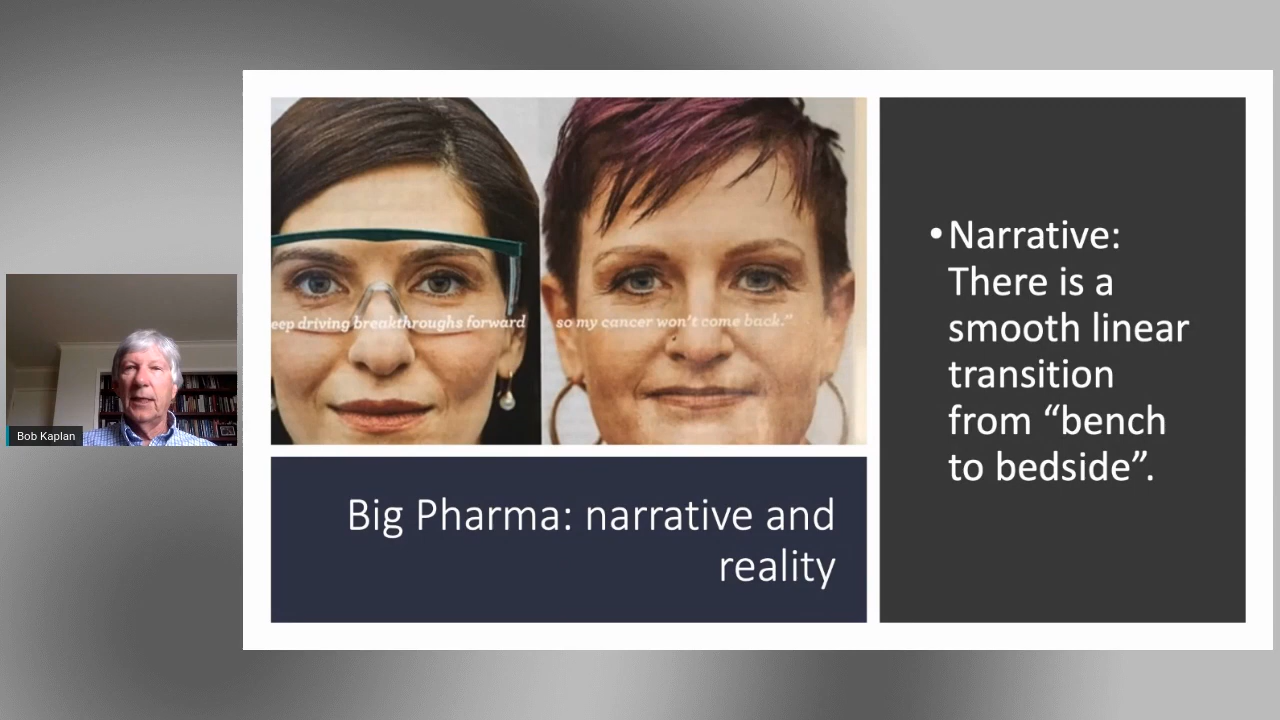 eep driving breakthroughs forward
so my cancer won't come back."
Big Pharma: narrative and
reality
•Narrative:
There is a
smooth linear
transition
from “bench
to bedside”.
Bob Kaplan